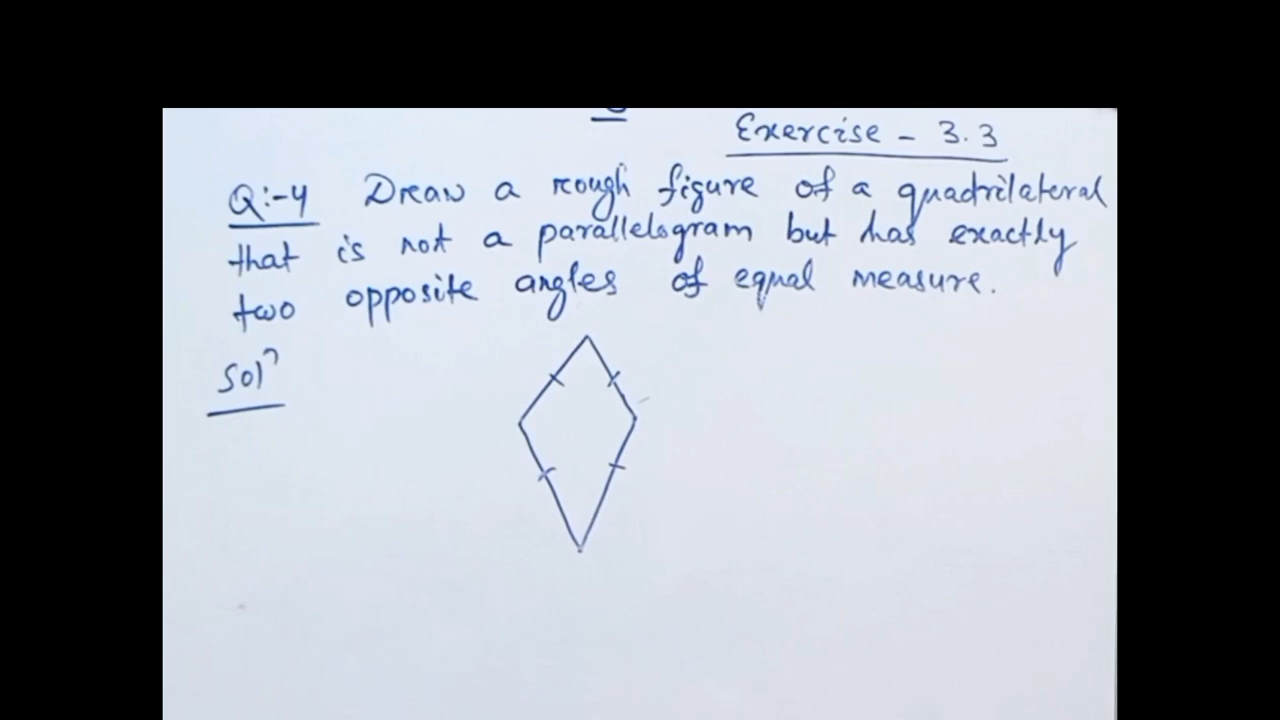 Exercise - 3.3
Q:-4 Draw a rough figure of a quadrilateral
that is not a parallelogram but has exactly
two opposite angles of equal measure.
Solⁿ